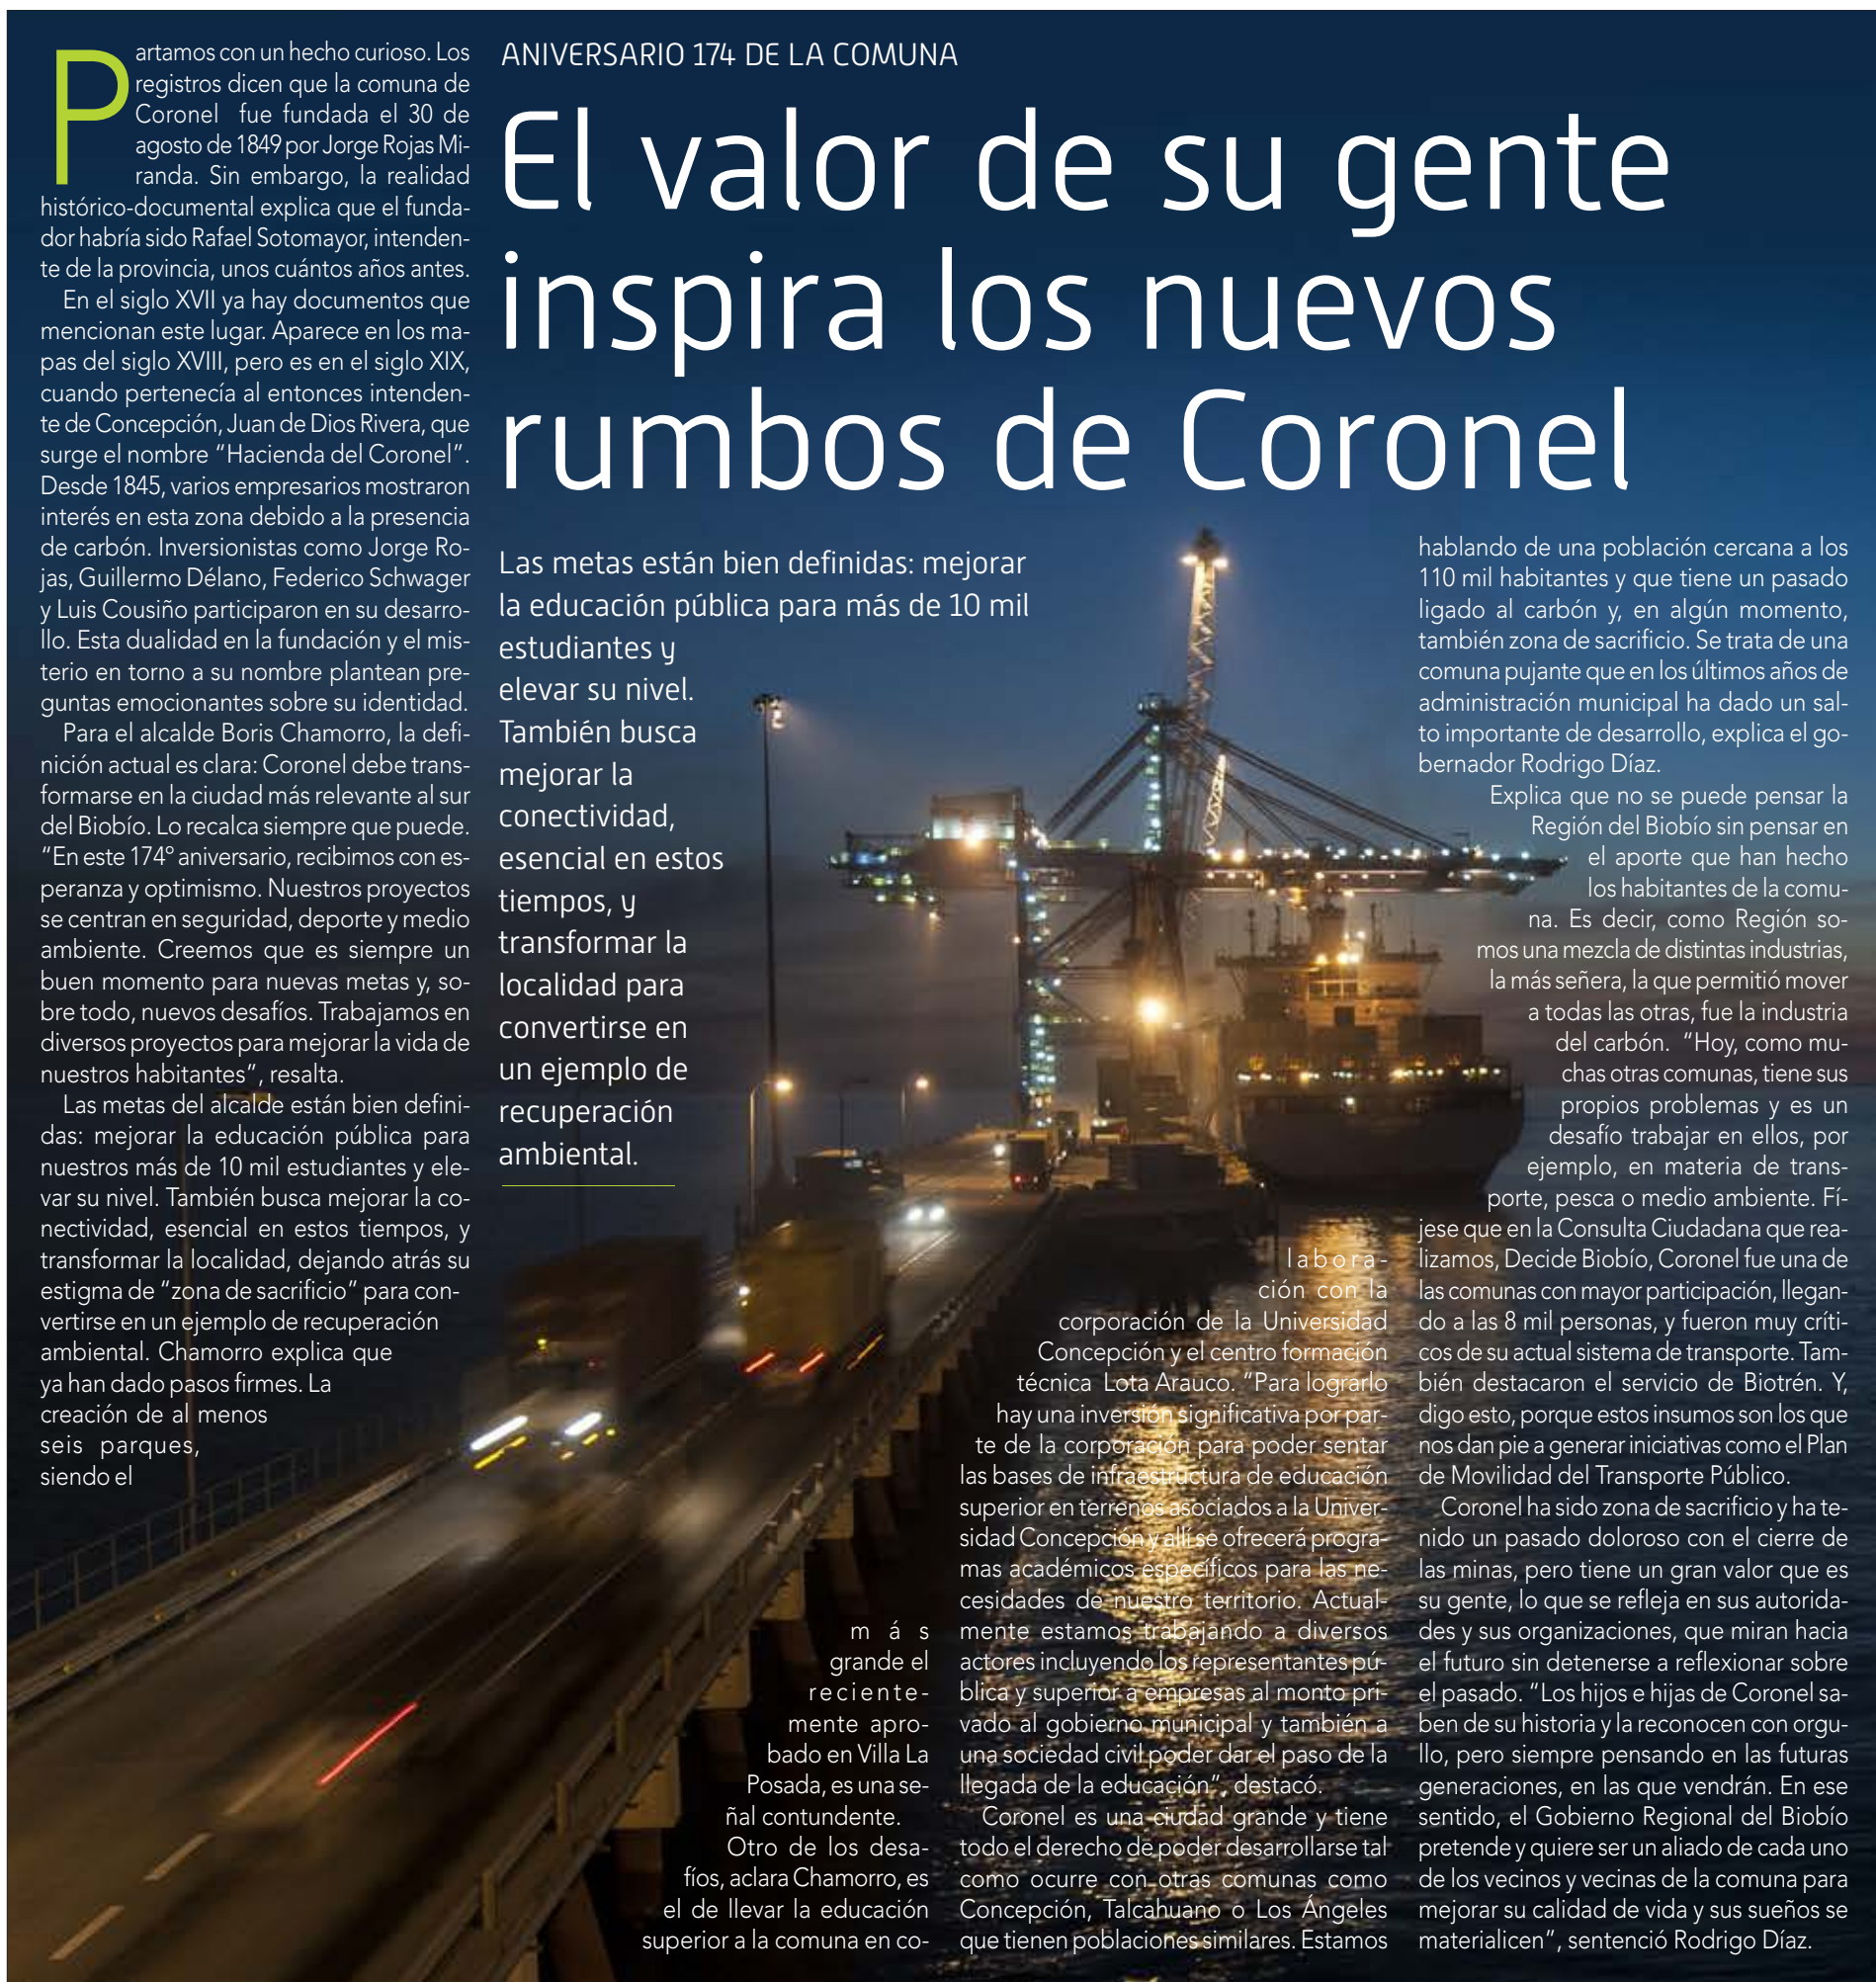 ANIVERSARIO 174 DE LA COMUNA
El valor de su gente
inspira los nuevos
rumbos de Coronel
Las metas están bien definidas: mejorar
la educación pública para más de 10 mil
estudiantes y
elevar su nivel.
También busca
mejorar la
conectividad,
esencial en estos
tiempos, y
transformar la
localidad para
convertirse en
un ejemplo de
recuperación
ambiental.
Partamos con un hecho curioso. Los
registros dicen que la comuna de
Coronel fue fundada el 30 de
agosto de 1849 por Jorge Rojas Mi-
randa. Sin embargo, la realidad
histórico-documental explica que el funda-
dor habría sido Rafael Sotomayor, intenden-
te de la provincia, unos cuántos años antes.
En el siglo XVII ya hay documentos que
mencionan este lugar. Aparece en los ma-
pas del siglo XVIII, pero es en el siglo XIX,
cuando pertenecía al entonces intenden-
te de Concepción, Juan de Dios Rivera, que
surge el nombre “Hacienda del Coronel”.
Desde 1845, varios empresarios mostraron
interés en esta zona debido a la presencia
de carbón. Inversionistas como Jorge Ro-
jas, Guillermo Délano, Federico Schwager
y Luis Cousiño participaron en su desarro-
llo. Esta dualidad en la fundación y el mis-
terio en torno a su nombre plantean pre-
guntas emocionantes sobre su identidad.
Para el alcalde Boris Chamorro, la defi-
nición actual es clara: Coronel debe trans-
formarse en la ciudad más relevante al sur
del Biobío. Lo recalca siempre que puede.
“En este 174º aniversario, recibimos con es-
peranza y optimismo. Nuestros proyectos
se centran en seguridad, deporte y medio
ambiente. Creemos que es siempre un
buen momento para nuevas metas y, so-
bre todo, nuevos desafíos. Trabajamos en
diversos proyectos para mejorar la vida de
nuestros habitantes”, resalta.
Las metas del alcalde están bien defini-
das: mejorar la educación pública para
nuestros más de 10 mil estudiantes y ele-
var su nivel. También busca mejorar la co-
nectividad, esencial en estos tiempos, y
transformar la localidad, dejando atrás su
estigma de “zona de sacrificio” para con-
vertirse en un ejemplo de recuperación
ambiental. Chamorro explica que
ya han dado pasos firmes. La
creación de al menos
seis parques,
siendo el
más
grande el
reciente-
mente apro-
bado en Villa La
Posada, es una se-
ñal contundente.
Otro de los desa-
fíos, aclara Chamorro, es
el de llevar la educación
superior a la comuna en co-
labora-
ción con la
corporación de la Universidad
Concepción y el centro formación
técnica Lota Arauco. “Para lograrlo
hay una inversión significativa por par-
te de la corporación para poder sentar
las bases de infraestructura de educación
superior en terrenos asociados a la Univer-
sidad Concepción y allí se ofrecerá progra-
mas académicos específicos para las ne-
cesidades de nuestro territorio. Actual-
mente estamos trabajando a diversos
actores incluyendo los representantes pú-
blica y superior a empresas al monto pri-
vado al gobierno municipal y también a
una sociedad civil poder dar el paso de la
llegada de la educación”, destacó.
Coronel es una ciudad grande y tiene
todo el derecho de poder desarrollarse tal
como ocurre con otras comunas como
Concepción, Talcahuano o Los Ángeles
que tienen poblaciones similares. Estamos
hablando de una población cercana a los
110 mil habitantes y que tiene un pasado
ligado al carbón y, en algún momento,
también zona de sacrificio. Se trata de una
comuna pujante que en los últimos años de
administración municipal ha dado un sal-
to importante de desarrollo, explica el go-
bernador Rodrigo Díaz.
Explica que no se puede pensar la
Región del Biobío sin pensar en
el aporte que han hecho
los habitantes de la comu-
na. Es decir, como Región so-
mos una mezcla de distintas industrias,
la más señera, la que permitió mover
a todas las otras, fue la industria
del carbón. “Hoy, como mu-
chas otras comunas, tiene sus
propios problemas y es un
desafío trabajar en ellos, por
ejemplo, en materia de trans-
porte, pesca o medio ambiente. Fí-
jese que en la Consulta Ciudadana que rea-
lizamos, Decide Biobío, Coronel fue una de
las comunas con mayor participación, llegan-
do a las 8 mil personas, y fueron muy críti-
cos de su actual sistema de transporte. Tam-
bién destacaron el servicio de Biotrén. Y,
digo esto, porque estos insumos son los que
nos dan pie a generar iniciativas como el Plan
de Movilidad del Transporte Público.
Coronel ha sido zona de sacrificio y ha te-
nido un pasado doloroso con el cierre de
las minas, pero tiene un gran valor que es
su gente, lo que se refleja en sus autorida-
des y sus organizaciones, que miran hacia
el futuro sin detenerse a reflexionar sobre
el pasado. “Los hijos e hijas de Coronel sa-
ben de su historia y la reconocen con orgu-
llo, pero siempre pensando en las futuras
generaciones, en las que vendrán. En ese
sentido, el Gobierno Regional del Biobío
pretende y quiere ser un aliado de cada uno
de los vecinos y vecinas de la comuna para
mejorar su calidad de vida y sus sueños se
materialicen”, sentenció Rodrigo Díaz.